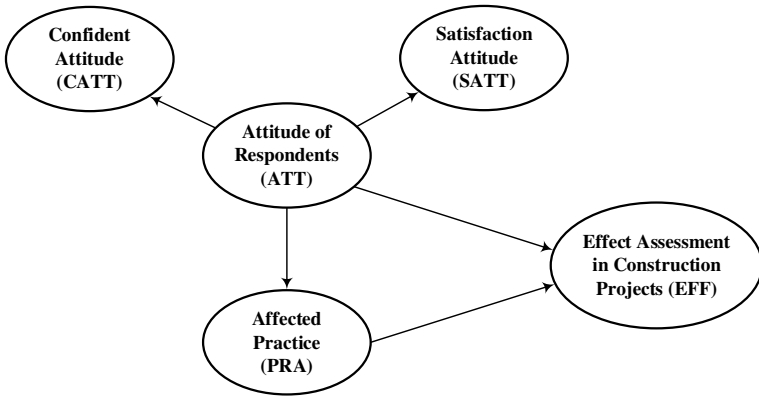 Confident
Attitude
(CATT)
Satisfaction
Attitude
(SATT)
Attitude of
Respondents
(ATT)
Effect Assessment
in Construction
Projects (EFF)
Affected
Practice
(PRA)